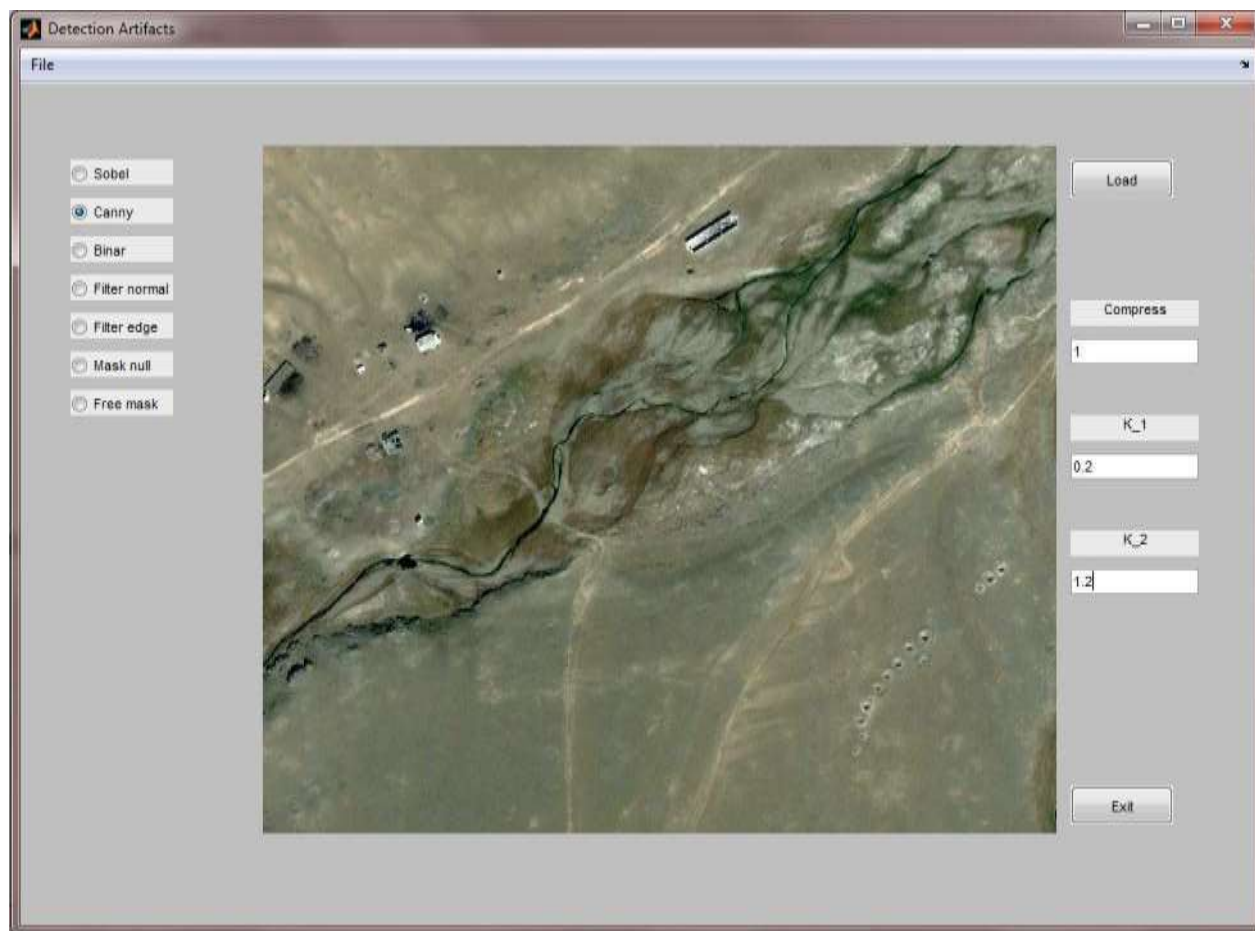 Detection Artifacts
File
Sobel
Canny
Binar
Filter normal
Filter edge
Mask null
Free mask
Load
Compress
1
K_1
0.2
K_2
1.2
Exit